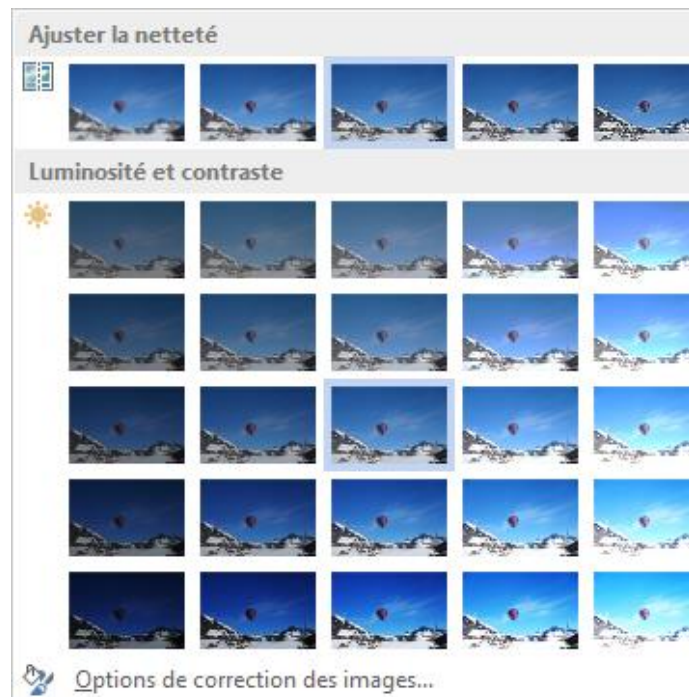 Ajuster la netteté
Luminosité et contraste
Options de correction des images...